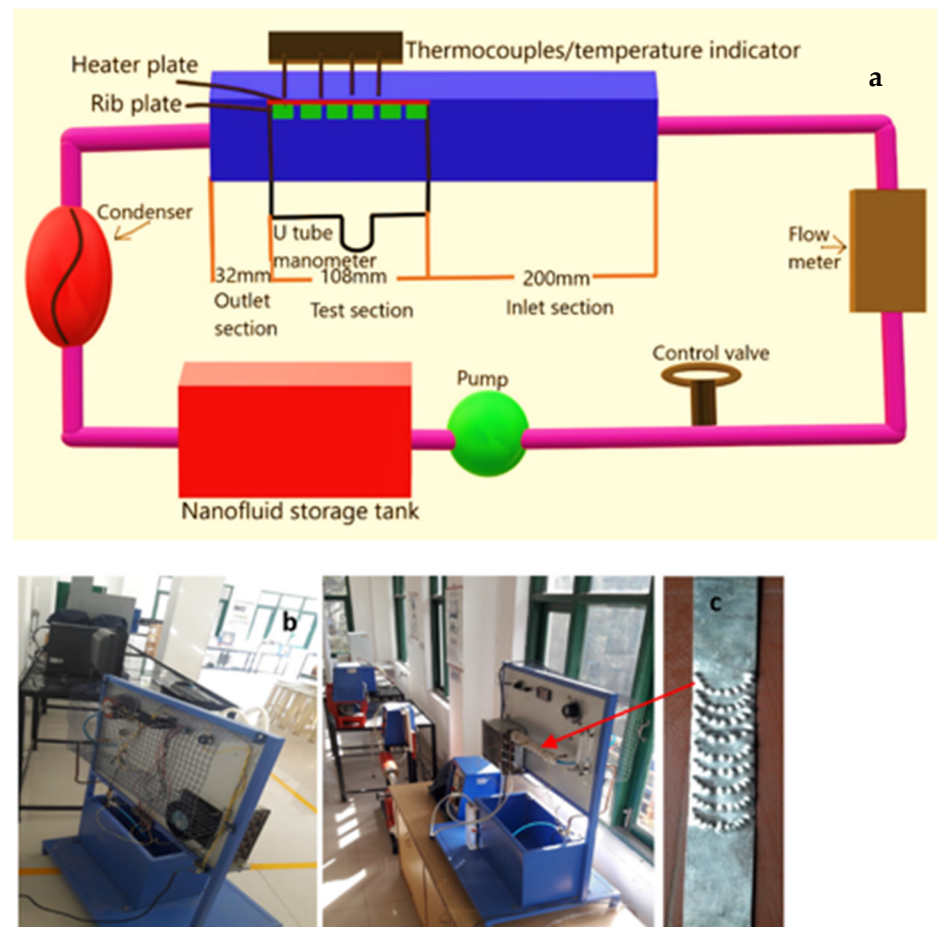 Thermocouples/temperature indicator
a
Heater plate
Rib plate
Condenser
U tube
manometer
Flow
meter
32mm
108mm
200mm
Outlet
section
Test section
Inlet section
Control valve
Pump
Nanofluid storage tank
b
c